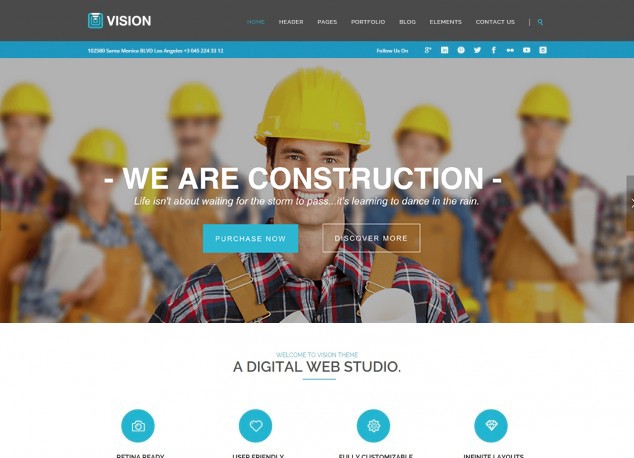 VISION
HOME HEADER PAGES PORTFOLIO BLOG ELEMENTS CONTACT US
102580 Santa Monica BLVD Los Angeles +3 045 224 33 12
Follow Us On
- WE ARE CONSTRUCTION -
Life isn't about waiting for the storm to pass...it's learning to dance in the rain.
PURCHASE NOW
DISCOVER MORE
WELCOME TO VISION THEME
A DIGITAL WEB STUDIO.
RETINA READY USER FRIENDLY FULLY CUSTOMIZABLE INFINITE LAYOUTS